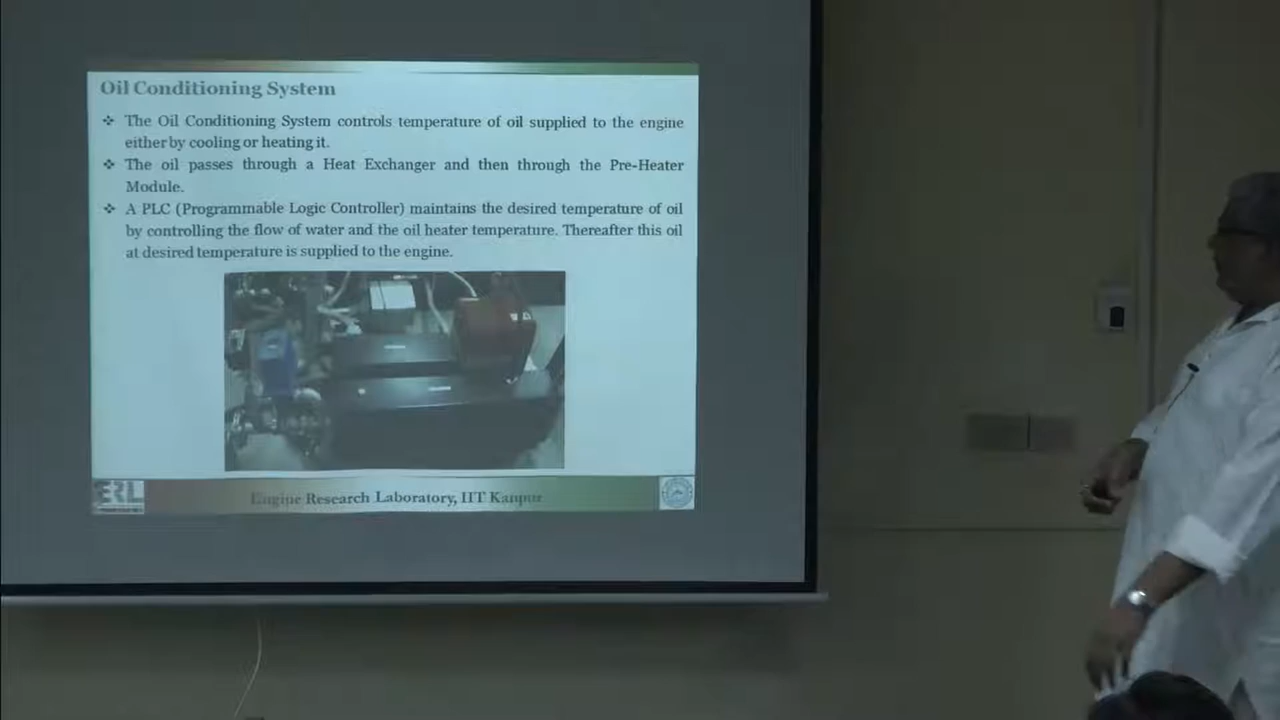 Oil Conditioning System
❖ The Oil Conditioning System controls temperature of oil supplied to the engine
either by cooling or heating it.
❖ The oil passes through a Heat Exchanger and then through the Pre-Heater
Module.
❖ A PLC (Programmable Logic Controller) maintains the desired temperature of oil
by controlling the flow of water and the oil heater temperature. Thereafter this oil
at desired temperature is supplied to the engine.
ERL
Engine Research Laboratory, IIT Kanpur